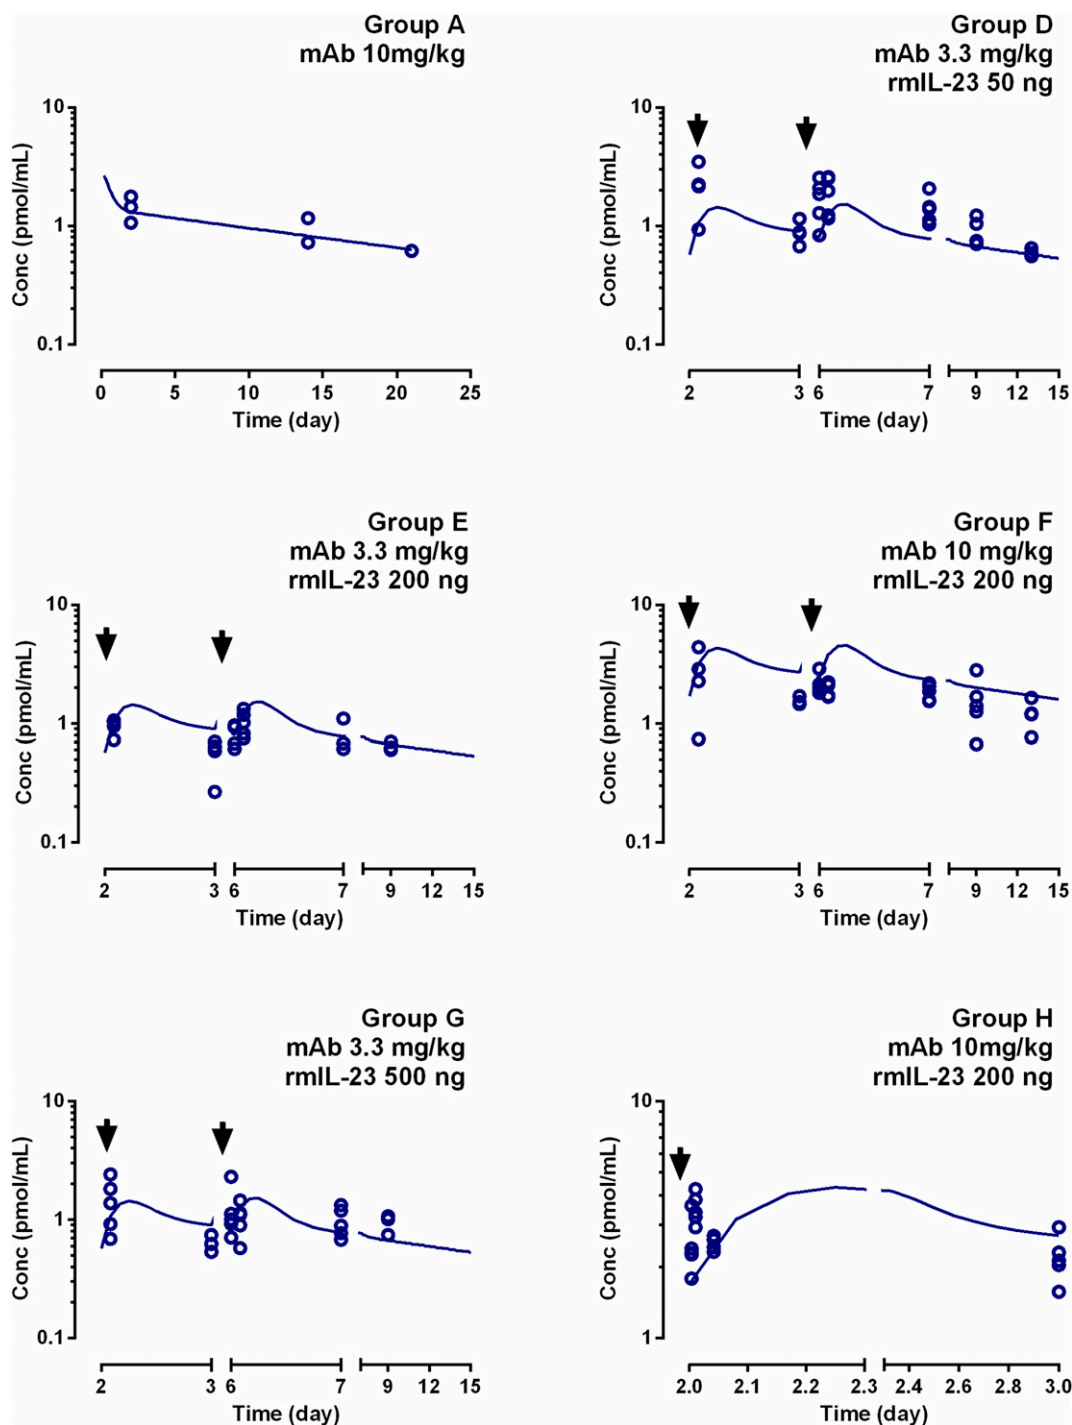 Group A
mAb 10mg/kg
Conc (pmol/mL)
10
1
0.1
0 5 10 15 20 25
Time (day)
Group D
mAb 3.3 mg/kg
rmIL-23 50 ng
Conc (pmol/mL)
10
1
0.1
2 3 6 7 9 12 15
Time (day)
Group E
mAb 3.3 mg/kg
rmIL-23 200 ng
Conc (pmol/mL)
10
1
0.1
2 3 6 7 9 12 15
Time (day)
Group F
mAb 10 mg/kg
rmIL-23 200 ng
Conc (pmol/mL)
10
1
0.1
2 3 6 7 9 12 15
Time (day)
Group G
mAb 3.3 mg/kg
rmIL-23 500 ng
Conc (pmol/mL)
10
1
0.1
2 3 6 7 9 12 15
Time (day)
Group H
mAb 10mg/kg
rmIL-23 200 ng
Conc (pmol/mL)
10
1
2.0 2.1 2.2 2.3 2.4 2.6 2.8 3.0
Time (day)